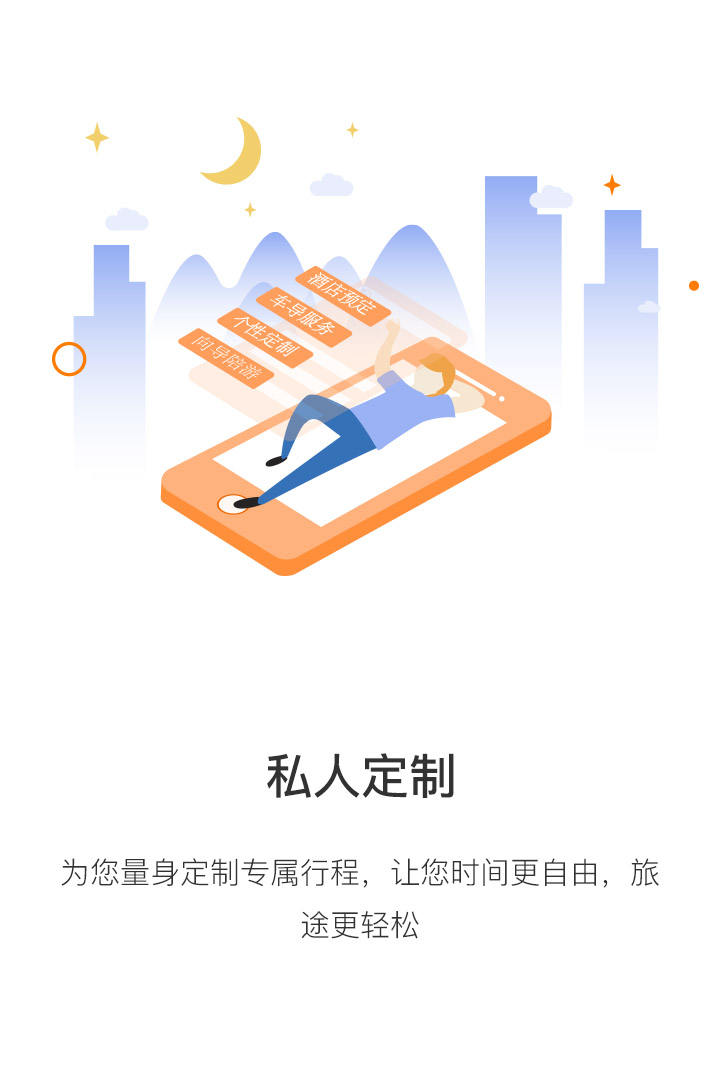 酒店预定
车导服务
个性定制
向导陪游
私人定制
为您量身定制专属行程，让您时间更自由，旅
途更轻松